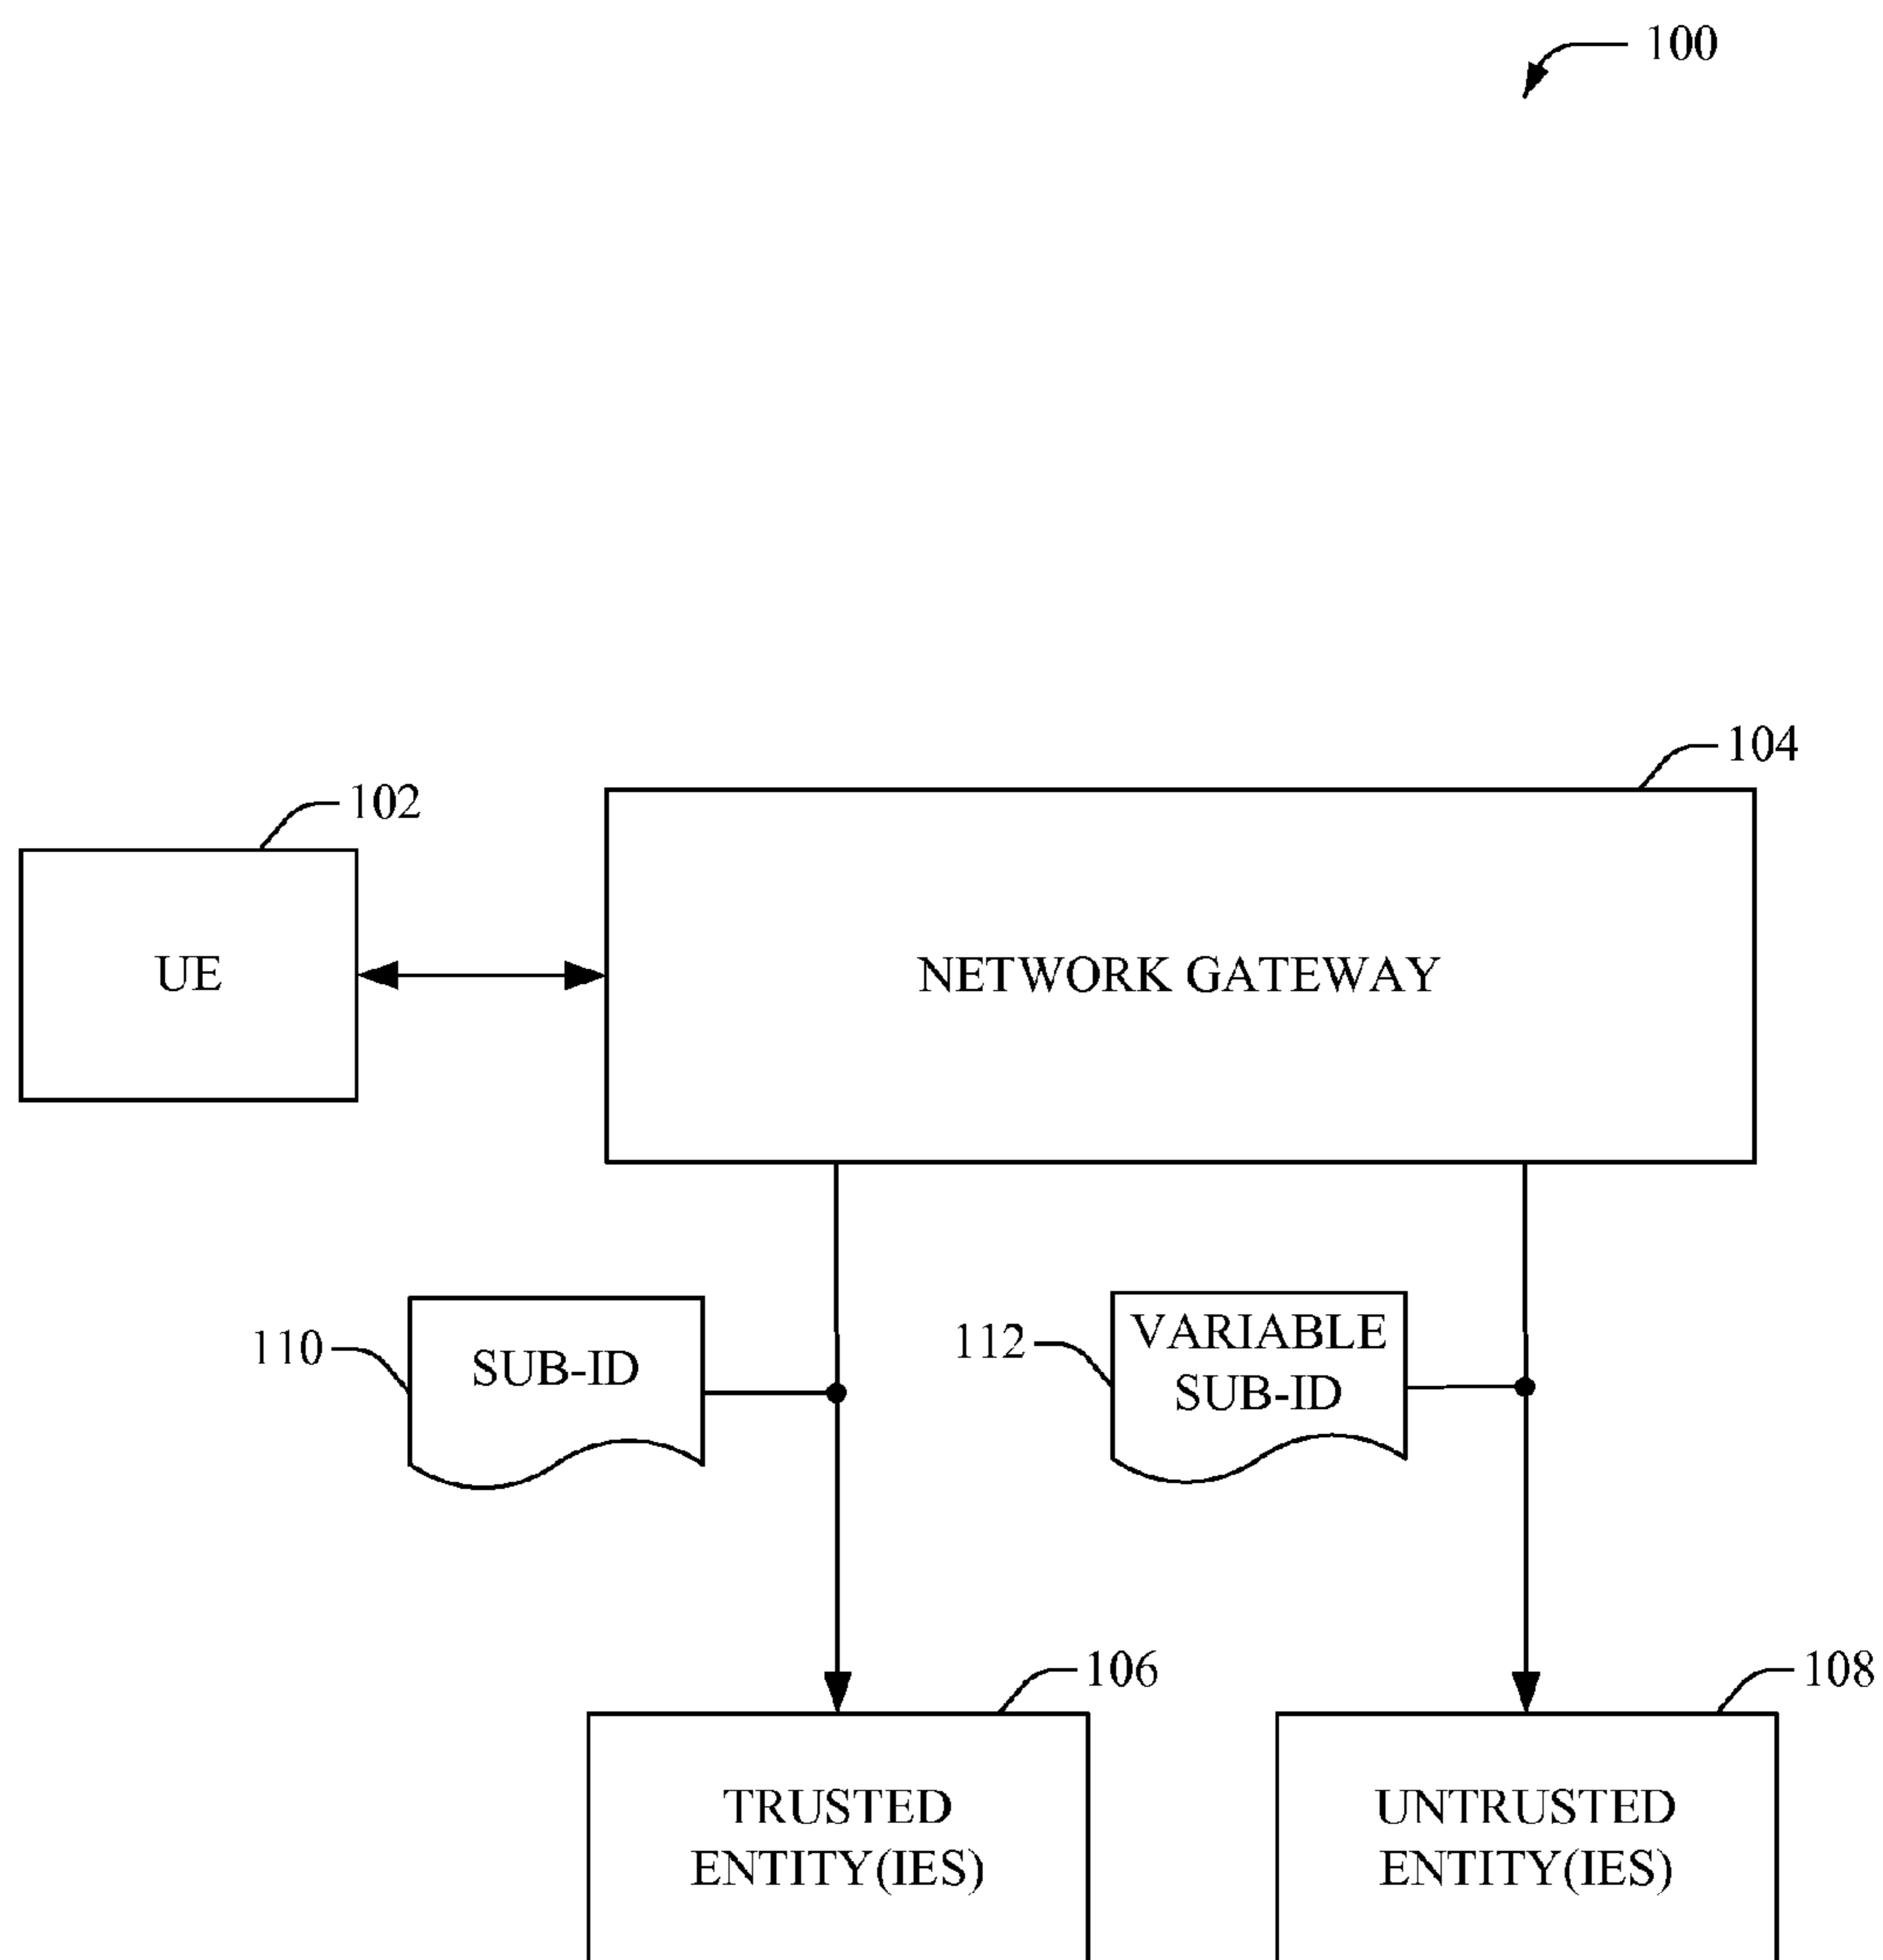 100
104
102
UE
NETWORK GATEWAY
110
SUB-ID
112
VARIABLE
SUB-ID
106
108
TRUSTED
ENTITY(IES)
UNTRUSTED
ENTITY(IES)